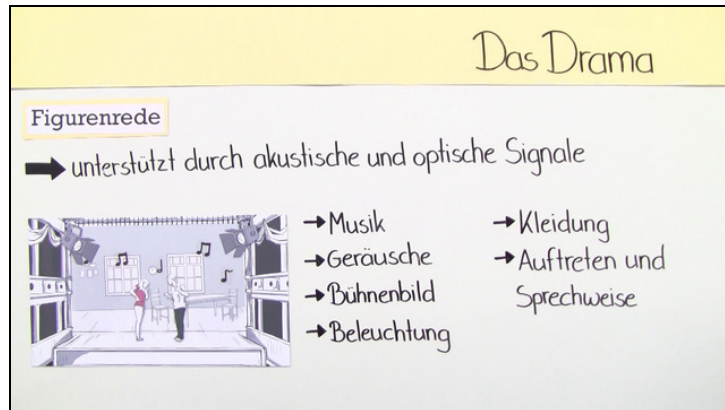 Das Drama
Figurenrede
→ unterstützt durch akustische und optische Signale
→ Musik
→ Geräusche
→ Bühnenbild
→ Beleuchtung
→ Kleidung
→ Auftreten und
Sprechweise